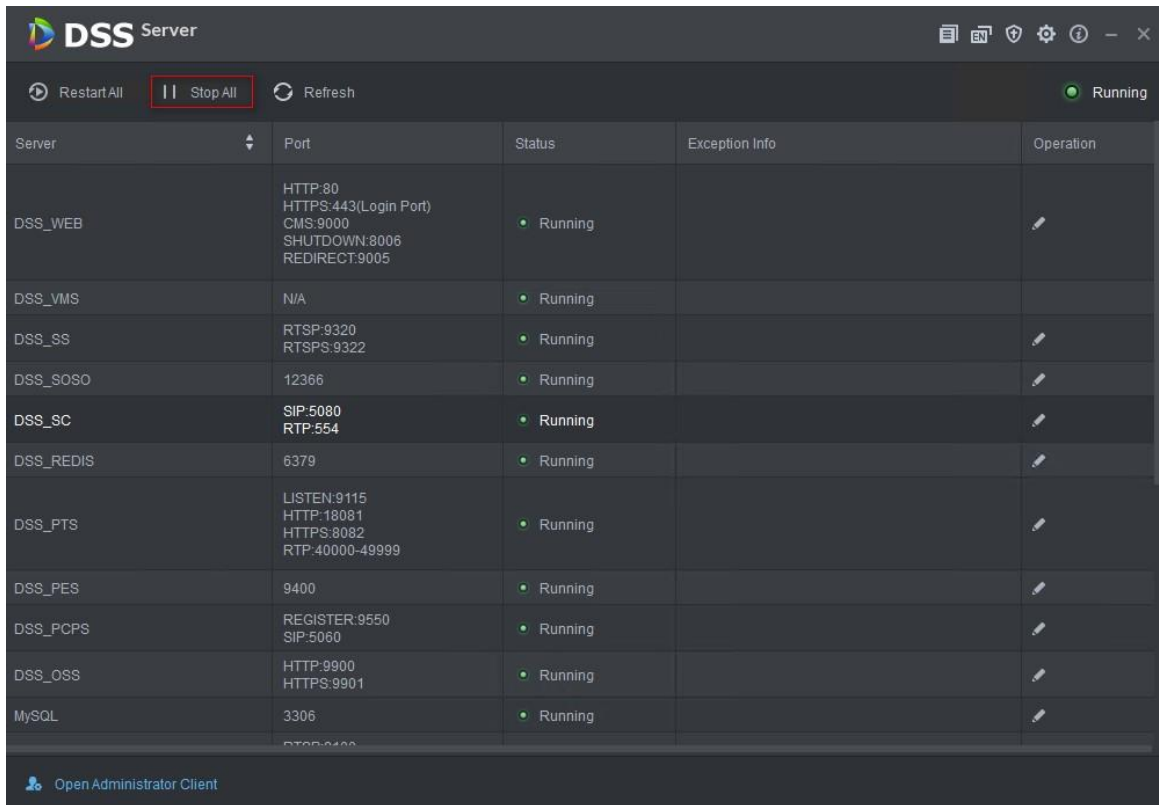 DSS Server
EN
Restart All
Stop All
Refresh
Running
Server Port Status Exception Info Operation
DSS_WEB
HTTP:80
HTTPS:443(Login Port)
CMS:9000
SHUTDOWN:8006
REDIRECT:9005
Running
DSS_VMS N/A Running
DSS_SS
RTSP:9320
RTSPS:9322
Running
DSS_SOSO 12366 Running
DSS_SC
SIP:5080
RTP:554
Running
DSS_REDIS 6379 Running
DSS_PTS
LISTEN:9115
HTTP:18081
HTTPS:8082
RTP:40000-49999
Running
DSS_PES 9400 Running
DSS_PCPS
REGISTER:9550
SIP:5060
Running
DSS_OSS
HTTP:9900
HTTPS:9901
Running
MySQL 3306 Running
Open Administrator Client